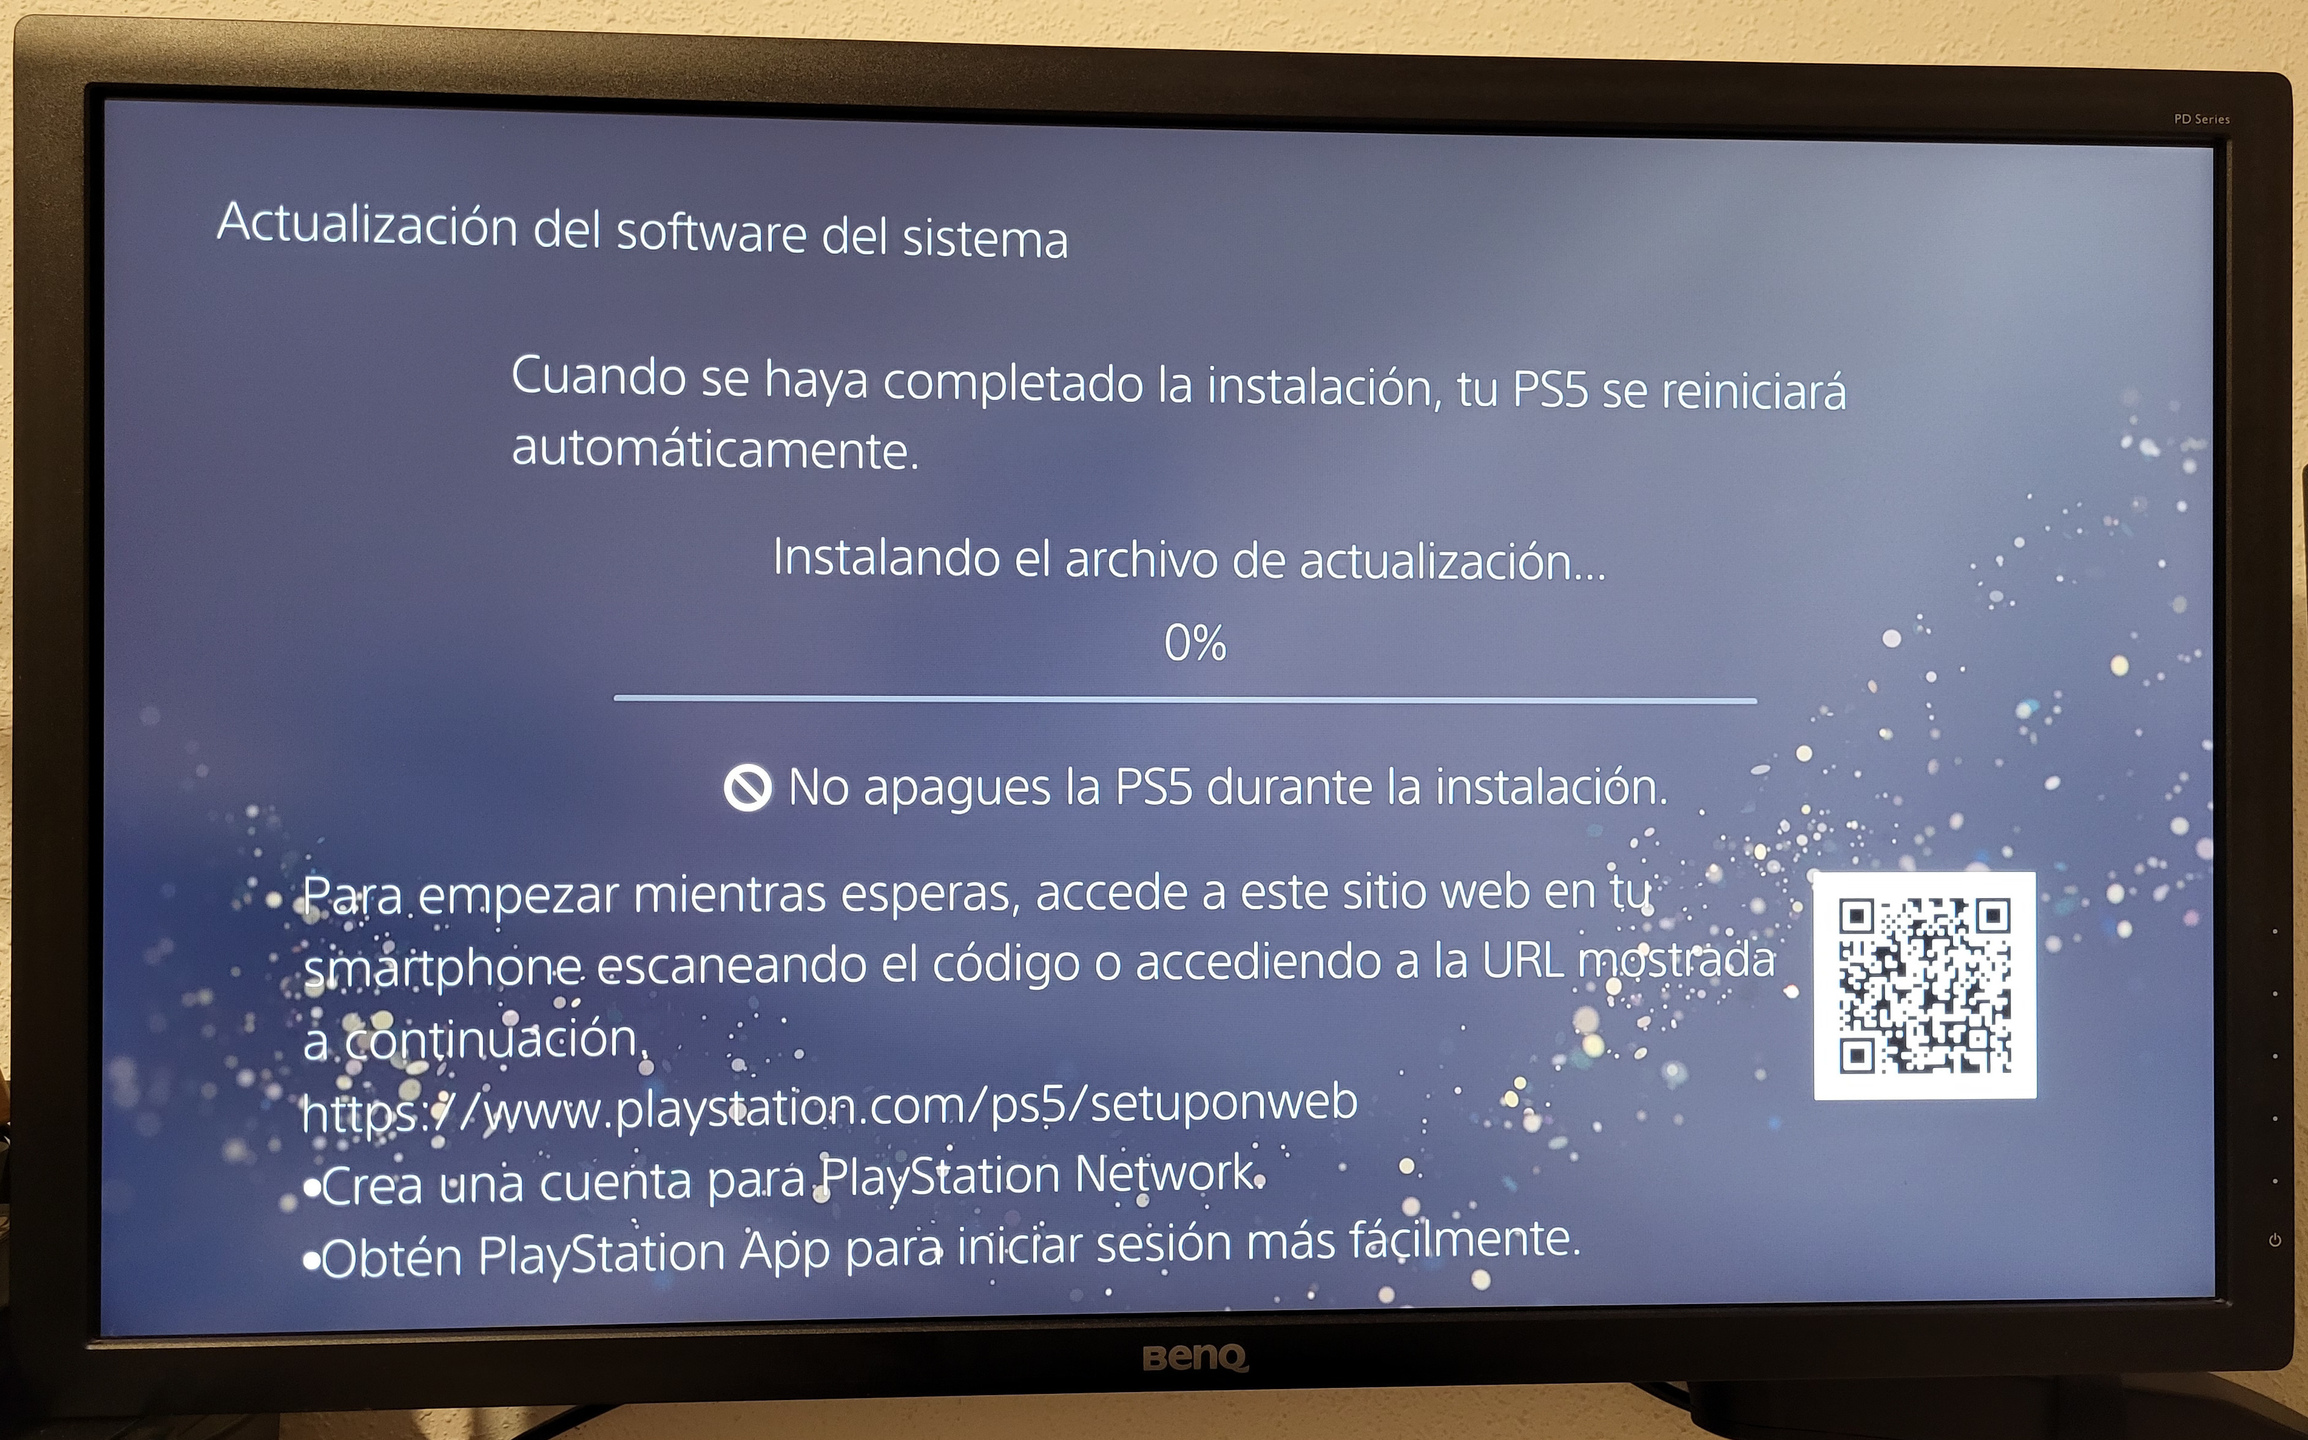 PD Series
Actualización del software del sistema
Cuando se haya completado la instalación, tu PS5 se reiniciará
automáticamente.
Instalando el archivo de actualización...
0%
No apagues la PS5 durante la instalación.
Para empezar mientras esperas, accede a este sitio web en tu
smartphone escaneando el código o accediendo a la URL mostrada
a continuación.
https://www.playstation.com/ps5/setuponweb
•Crea una cuenta para PlayStation Network.
•Obtén PlayStation App para iniciar sesión más fácilmente.
BenQ